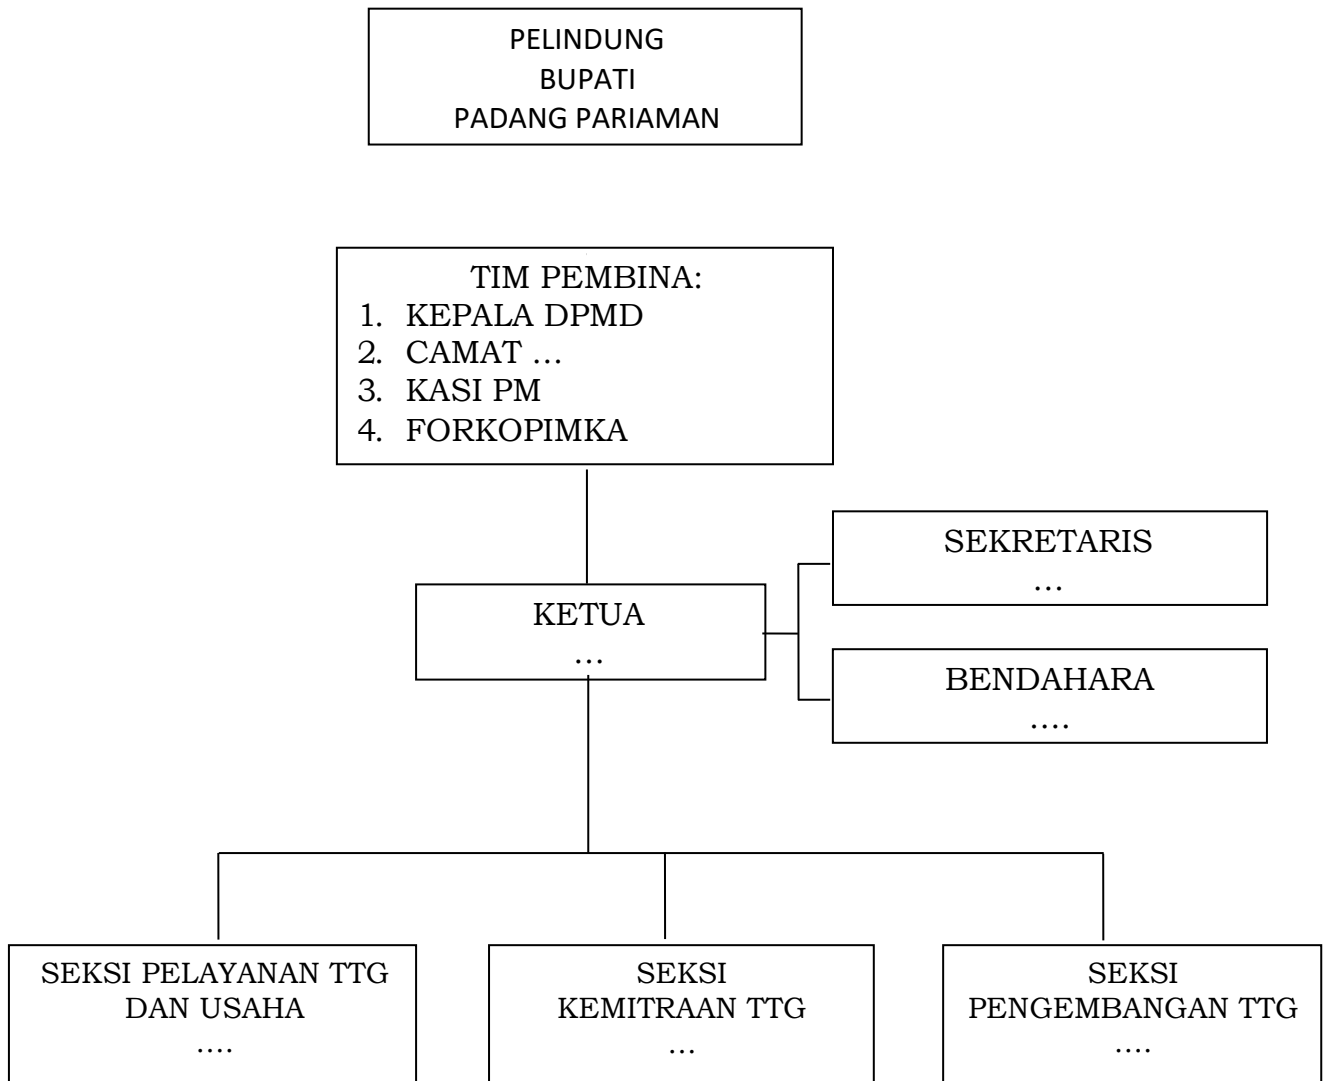 PELINDUNG
BUPATI
PADANG PARIAMAN
TIM PEMBINA:
1. KEPALA DPMD
2. CAMAT …
3. KASI PM
4. FORKOPIMKA
SEKRETARIS
…
KETUA
…
BENDAHARA
….
SEKSI PELAYANAN TTG
DAN USAHA
….
SEKSI
KEMITRAAN TTG
…
SEKSI
PENGEMBANGAN TTG
….